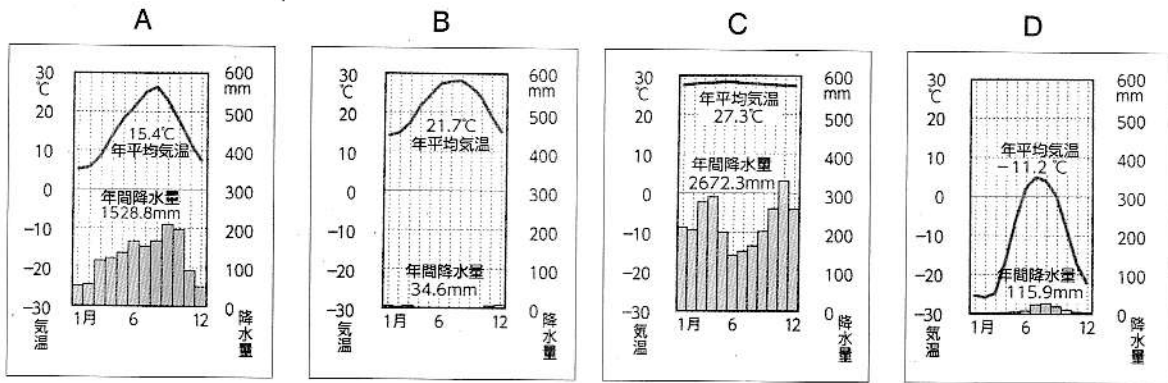 A
30
℃
20
10
0
−10
−20
−30
気温
600
mm
500
400
300
200
100
0
降水量
15.4℃
年平均気温
年間降水量
1528.8mm
1月
6
12
B
30
℃
20
10
0
−10
−20
−30
気温
600
mm
500
400
300
200
100
0
降水量
21.7℃
年平均気温
年間降水量
34.6mm
1月
6
12
C
30
℃
20
10
0
−10
−20
−30
気温
600
mm
500
400
300
200
100
0
降水量
年平均気温
27.3℃
年間降水量
2672.3mm
1月
6
12
D
30
℃
20
10
0
−10
−20
−30
気温
600
mm
500
400
300
200
100
0
降水量
年平均気温
−11.2℃
年間降水量
115.9mm
1月
6
12